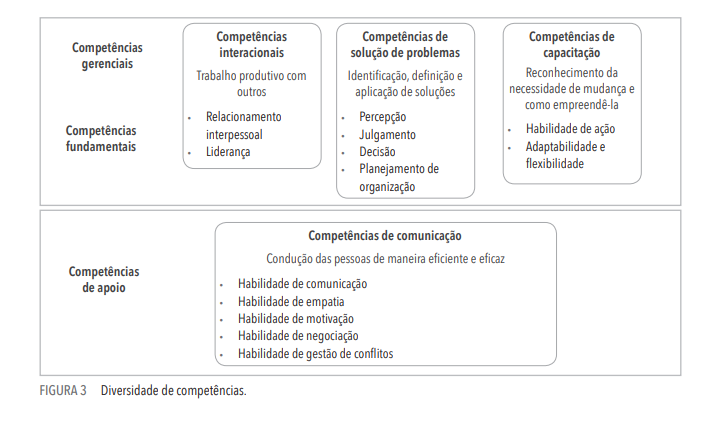 Competências
gerenciais
Competências
fundamentais
Competências
interacionais
Trabalho produtivo com
outros
• Relacionamento
interpessoal
• Liderança
Competências de
solução de problemas
Identificação, definição e
aplicação de soluções
• Percepção
• Julgamento
• Decisão
• Planejamento de
organização
Competências de
capacitação
Reconhecimento da
necessidade de mudança e
como empreendê-la
• Habilidade de ação
• Adaptabilidade e
flexibilidade
Competências
de apoio
Competências de comunicação
Condução das pessoas de maneira eficiente e eficaz
• Habilidade de comunicação
• Habilidade de empatia
• Habilidade de motivação
• Habilidade de negociação
• Habilidade de gestão de conflitos
FIGURA 3 Diversidade de competências.